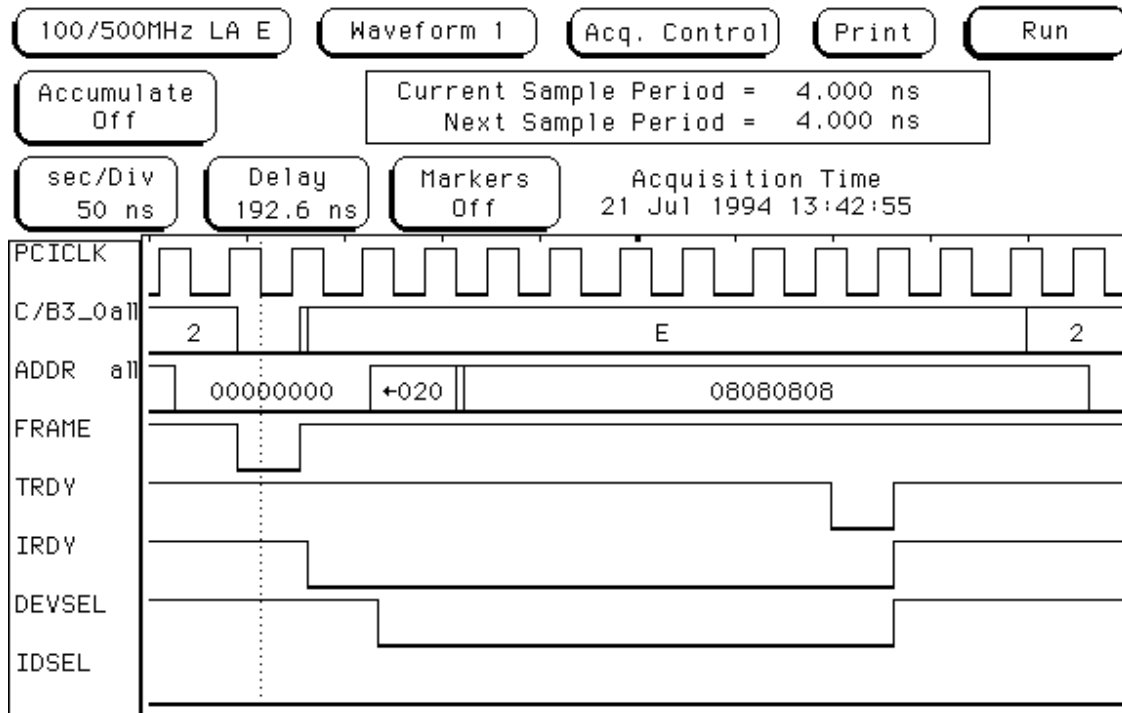 100/500MHz LA E Waveform 1 Acq. Control Print Run
Accumulate
Off
Current Sample Period = 4.000 ns
Next Sample Period = 4.000 ns
sec/Div
50 ns
Delay
192.6 ns
Markers
Off
Acquisition Time
21 Jul 1994 13:42:55
PCICLK
C/B3_0all 2 E 2
ADDR all 00000000 ←020 08080808
FRAME
TRDY
IRDY
DEVSEL
IDSEL